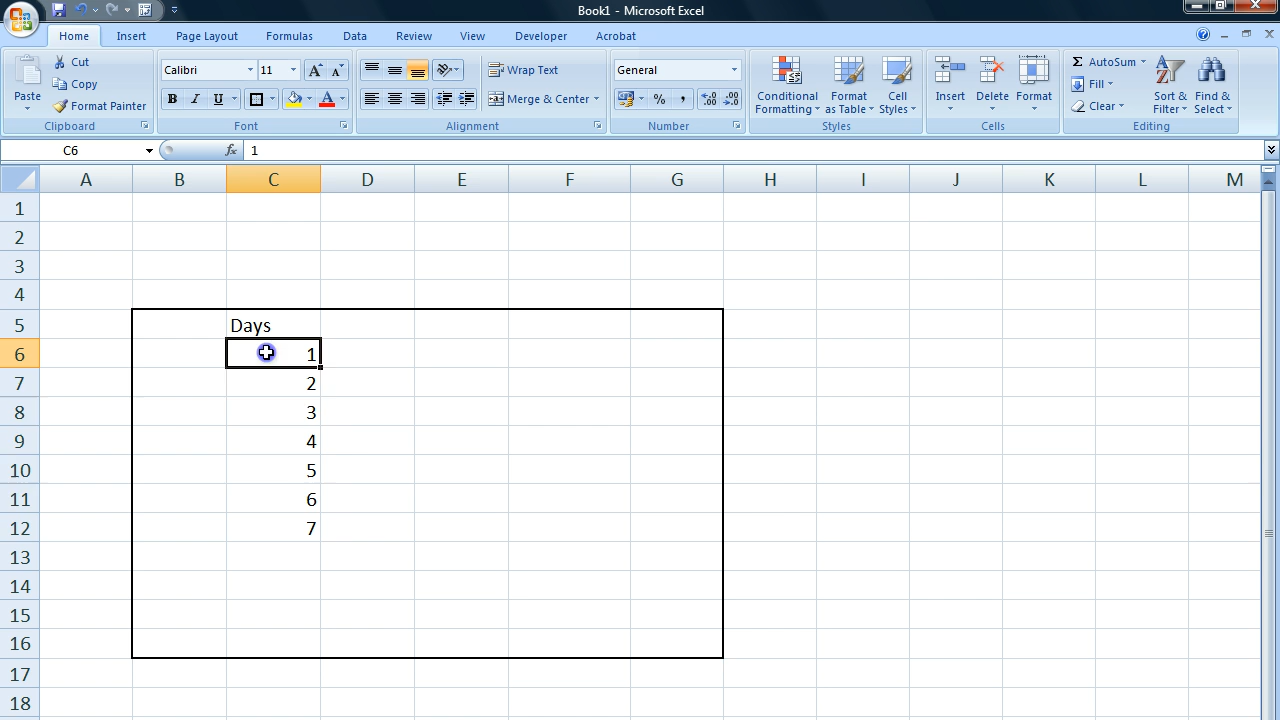 Book1 - Microsoft Excel
Home Insert Page Layout Formulas Data Review View Developer Acrobat
Paste
Cut
Copy
Format Painter
Clipboard
Calibri 11
A A
B I U A
Font
Wrap Text
Merge & Center
Alignment
General
% , .00 .0
Number
Conditional Formatting
Format as Table
Cell Styles
Styles
Insert Delete Format
Cells
Σ AutoSum
Fill
Clear
Sort & Filter
Find & Select
Editing
C6 fx 1
A B C D E F G H I J K L M
1
2
3
4
5 Days
6 1
7 2
8 3
9 4
10 5
11 6
12 7
13
14
15
16
17
18